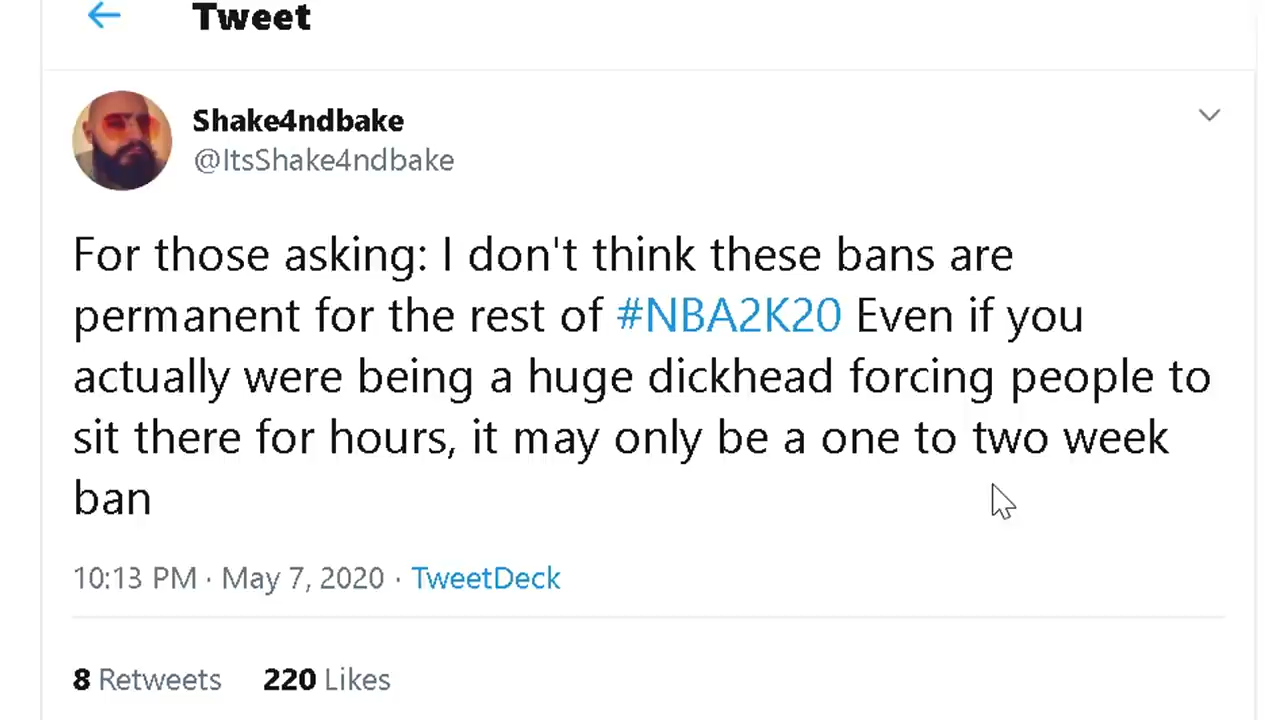 Tweet
Shake4ndbake
@ItsShake4ndbake
For those asking: I don't think these bans are
permanent for the rest of #NBA2K20 Even if you
actually were being a huge dickhead forcing people to
sit there for hours, it may only be a one to two week
ban
10:13 PM · May 7, 2020 · TweetDeck
8 Retweets 220 Likes